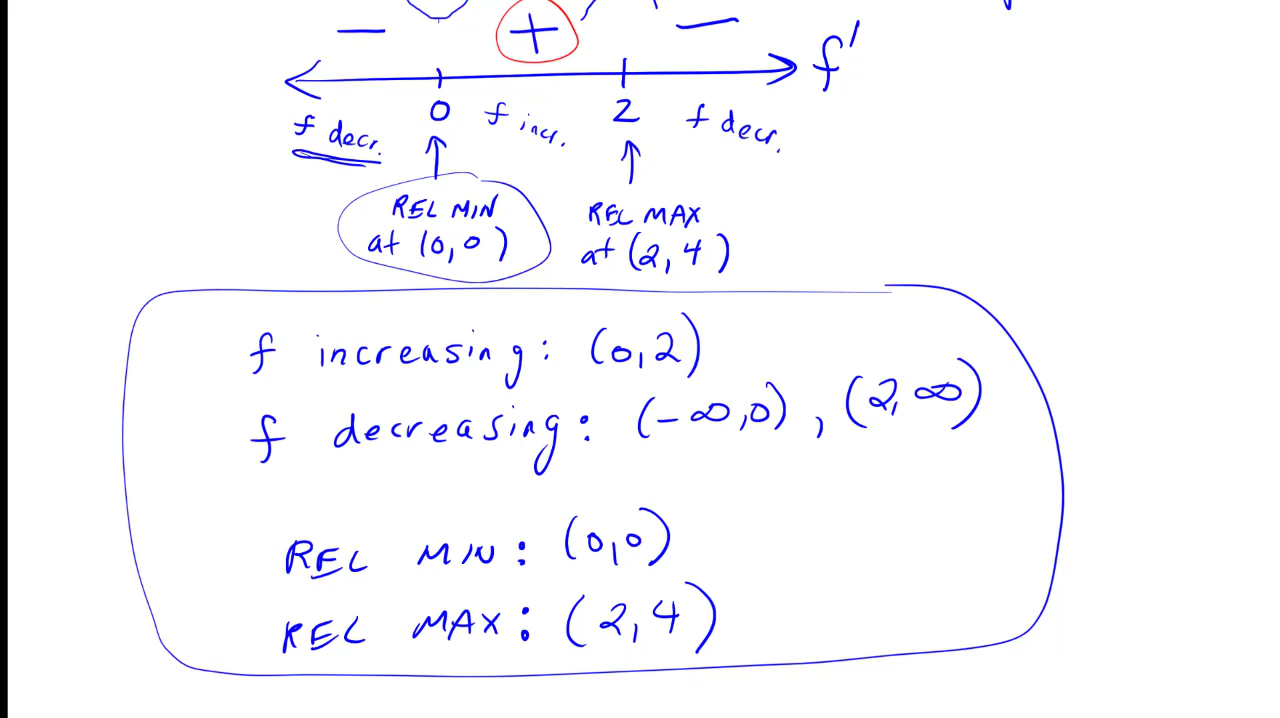 − + −
f'
0 f incr. 2 f decr.
f decr.
REL MIN
at (0,0)
REL MAX
at (2,4)
f increasing: (0,2)
f decreasing: (-∞,0), (2,∞)
REL MIN: (0,0)
REL MAX: (2,4)